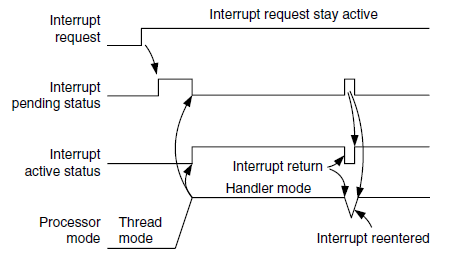 Interrupt request stay active
Interrupt
request
Interrupt
pending status
Interrupt
active status
Interrupt return
Handler mode
Processor
mode
Thread
mode
Interrupt reentered